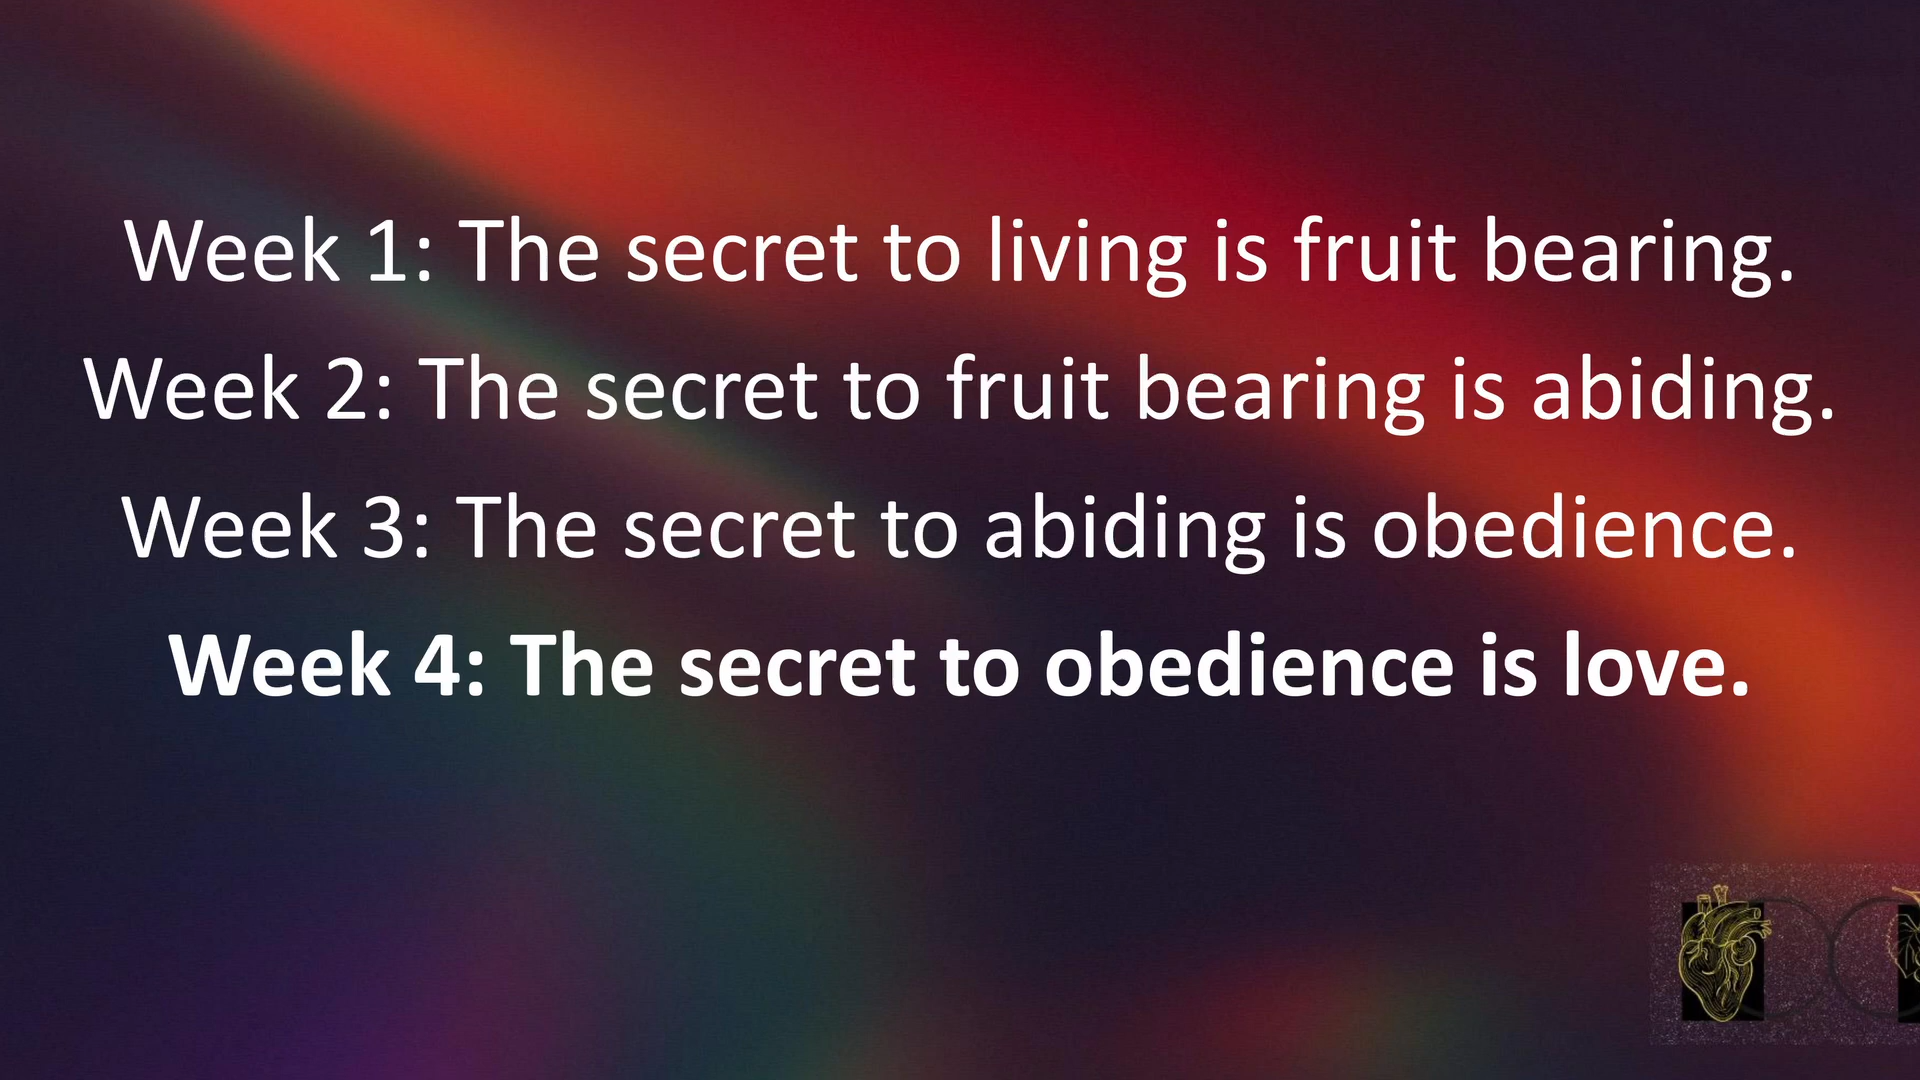 Week 1: The secret to living is fruit bearing.
Week 2: The secret to fruit bearing is abiding.
Week 3: The secret to abiding is obedience.
Week 4: The secret to obedience is love.